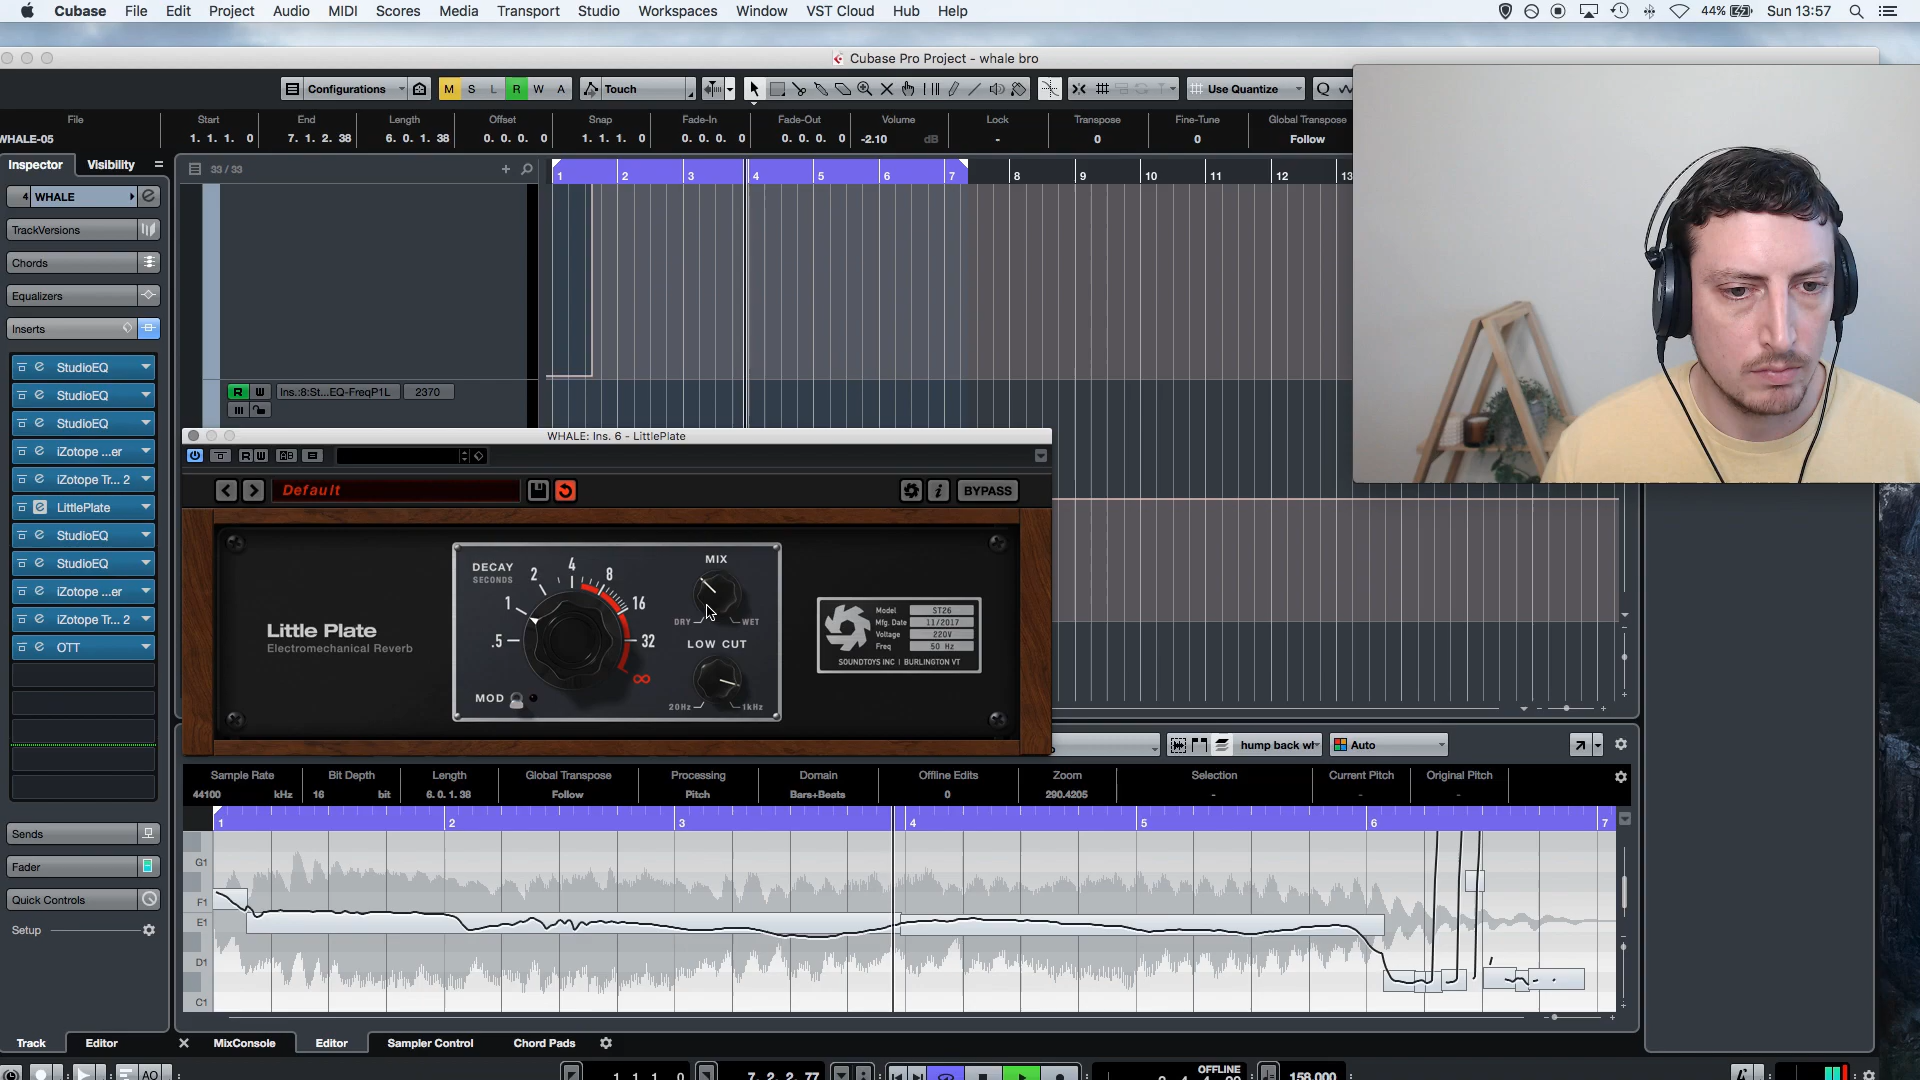 Cubase File Edit Project Audio MIDI Scores Media Transport Studio Workspaces Window VST Cloud Hub Help
44% Sun 13:57
Cubase Pro Project - whale bro
Configurations M S L R W A Touch Use Quantize Q
File Start End Length Offset Snap Fade-In Fade-Out Volume Lock Transpose Fine-Tune Global Transpose
WHALE-05 1. 1. 1. 0 7. 1. 2. 38 6. 0. 1. 38 0. 0. 0. 0 1. 1. 1. 0 0. 0. 0. 0 0. 0. 0. 0 -2.10 dB - 0 0 Follow
Inspector Visibility
33 / 33
1 2 3 4 5 6 7 8 9 10 11 12 13
4 WHALE
TrackVersions
Chords
Equalizers
Inserts
StudioEQ
StudioEQ
StudioEQ
iZotope ...er
iZotope Tr... 2
LittlePlate
StudioEQ
StudioEQ
iZotope ...er
iZotope Tr... 2
OTT
Sends
Fader
Quick Controls
Setup
R W Ins.:8:St...EQ-FreqP1L 2370
WHALE: Ins. 6 - LittlePlate
R W
Default
BYPASS
Little Plate
Electromechanical Reverb
DECAY
SECONDS
.5 1 2 4 8 16 32 ∞
MOD
MIX
DRY WET
LOW CUT
20Hz 1kHz
Model ST26
Mfg. Date 11/2017
Voltage 220V
Freq 50 Hz
SOUNDTOYS INC | BURLINGTON VT
hump back wh Auto
Sample Rate Bit Depth Length Global Transpose Processing Domain Offline Edits Zoom Selection Current Pitch Original Pitch
44100 kHz 16 bit 6. 0. 1. 38 Follow Pitch Bars+Beats 0 290.4205 - - -
1 2 3 4 5 6 7
G1
F1
E1
D1
C1
Track Editor MixConsole Editor Sampler Control Chord Pads
AQ 1. 1. 1. 0 7. 2. 2. 77 OFFLINE 158.000